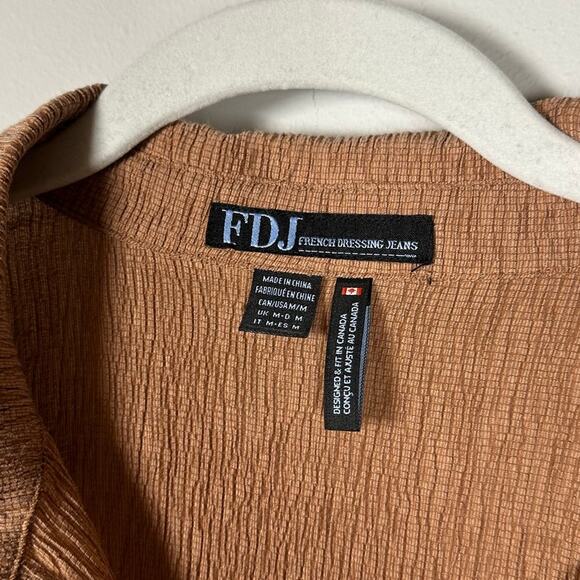 FDJ FRENCH DRESSING JEANS
MADE IN CHINA
FABRIQUÉ EN CHINE
CAN/USA M/M
UK M-D M
IT M-ES M
DESIGNED & FIT IN CANADA
CONÇU ET AJUSTÉ AU CANADA